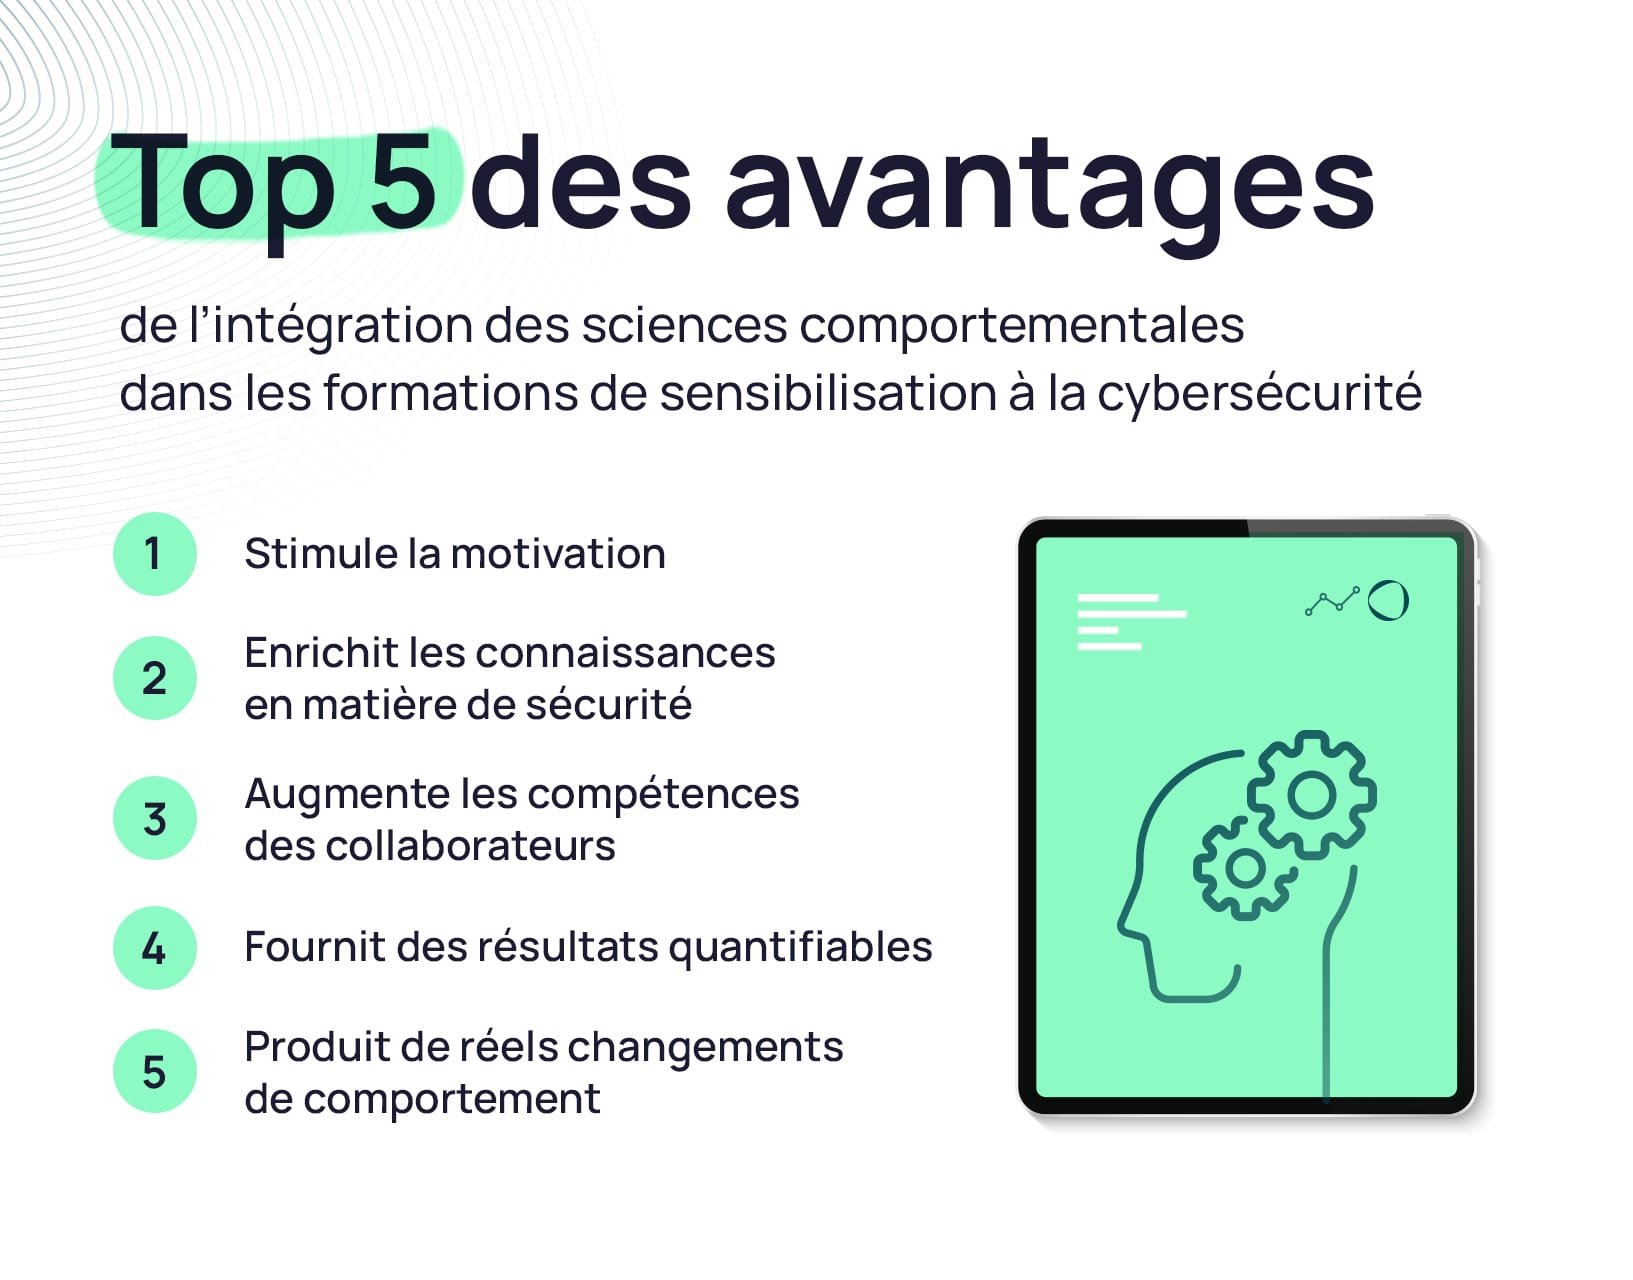 Top 5 des avantages
de l’intégration des sciences comportementales
dans les formations de sensibilisation à la cybersécurité
1 Stimule la motivation
2 Enrichit les connaissances
en matière de sécurité
3 Augmente les compétences
des collaborateurs
4 Fournit des résultats quantifiables
5 Produit de réels changements
de comportement